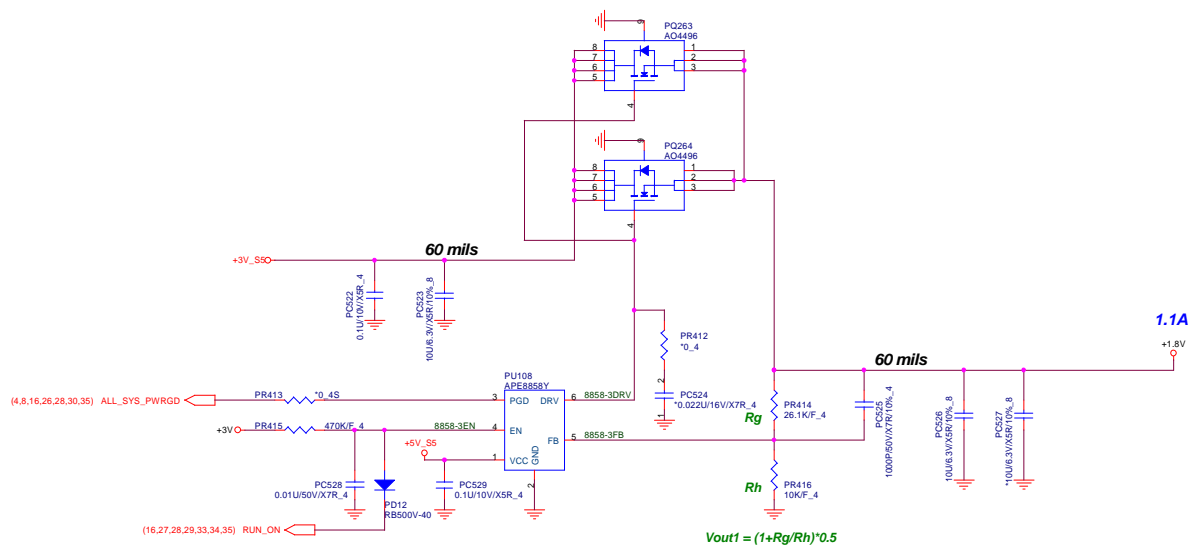 9
PQ263
AO4496
8
7
6
5
1
2
3
4
9
PQ264
AO4496
8
7
6
5
1
2
3
4
60 mils
+3V_S5
PC522
0.1U/10V/X5R_4
PC523
10U/6.3V/X5R/10%_8
1.1A
+1.8V
PR412
*0_4
60 mils
PU108
APE8858Y
(4,8,16,26,28,30,35) ALL_SYS_PWRGD
PR413
*0_4S
3
PGD
DRV
6
8858-3DRV
2
PC524
*0.022U/16V/X7R_4
1
Rg
PR414
26.1K/F_4
PC525
1000P/50V/X7R/10%_4
PC526
10U/6.3V/X5R/10%_8
PC527
*10U/6.3V/X5R/10%_8
+3V
PR415
470K/F_4
8858-3EN
4
EN
FB
5
8858-3FB
+5V_S5
1
VCC
GND
2
PC528
0.01U/50V/X7R_4
PD12
RB500V-40
PC529
0.1U/10V/X5R_4
Rh
PR416
10K/F_4
(16,27,28,29,33,34,35) RUN_ON
Vout1 = (1+Rg/Rh)*0.5